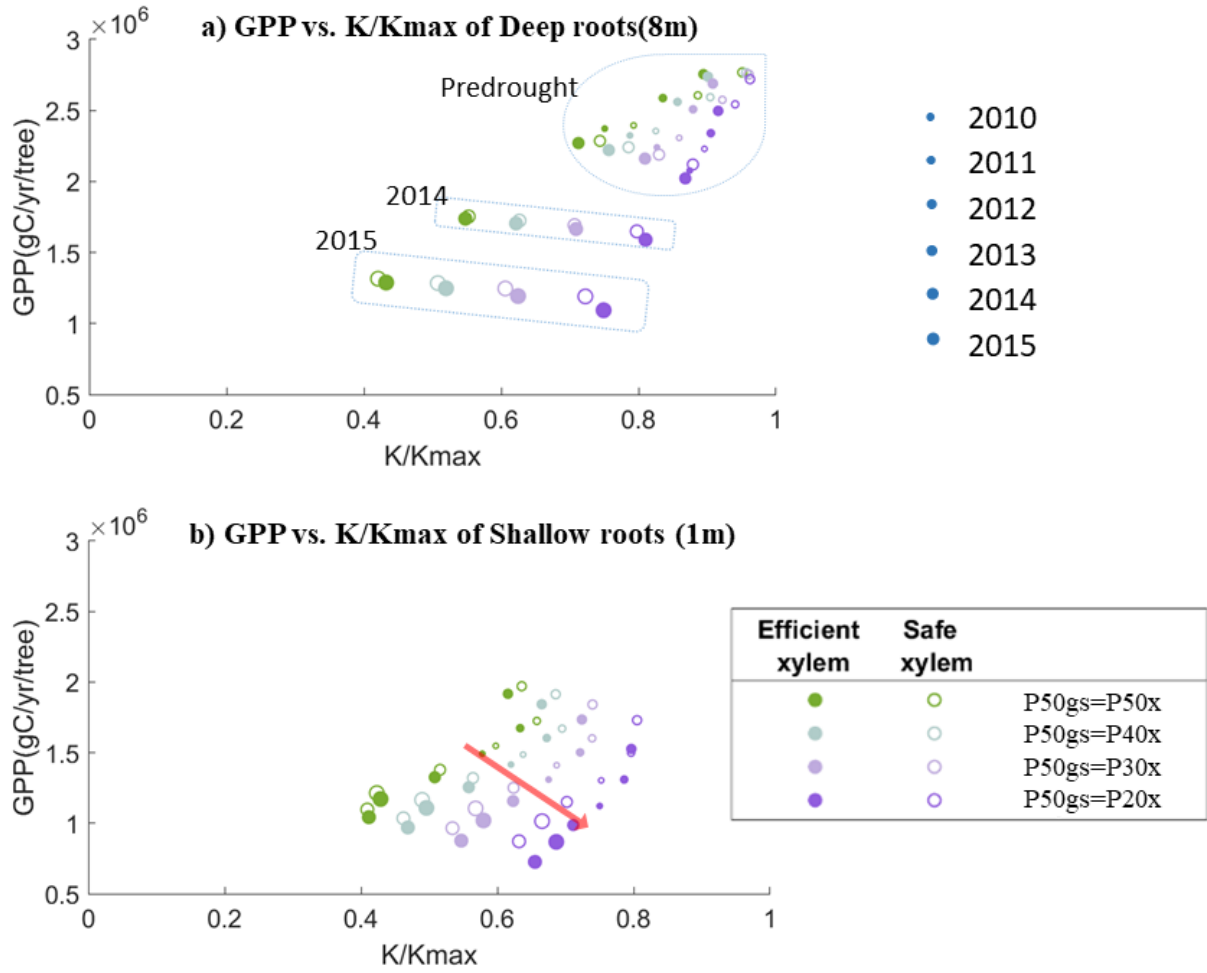 a) GPP vs. K/Kmax of Deep roots(8m)
×10⁶
3
2.5
2
1.5
1
0.5
GPP(gC/yr/tree)
Predrought
2014
2015
0
0.2
0.4
0.6
0.8
1
K/Kmax
2010
2011
2012
2013
2014
2015
b) GPP vs. K/Kmax of Shallow roots (1m)
×10⁶
3
2.5
2
1.5
1
0.5
GPP(gC/yr/tree)
0
0.2
0.4
0.6
0.8
1
K/Kmax
Efficient xylem
Safe xylem
P50gs=P50x
P50gs=P40x
P50gs=P30x
P50gs=P20x